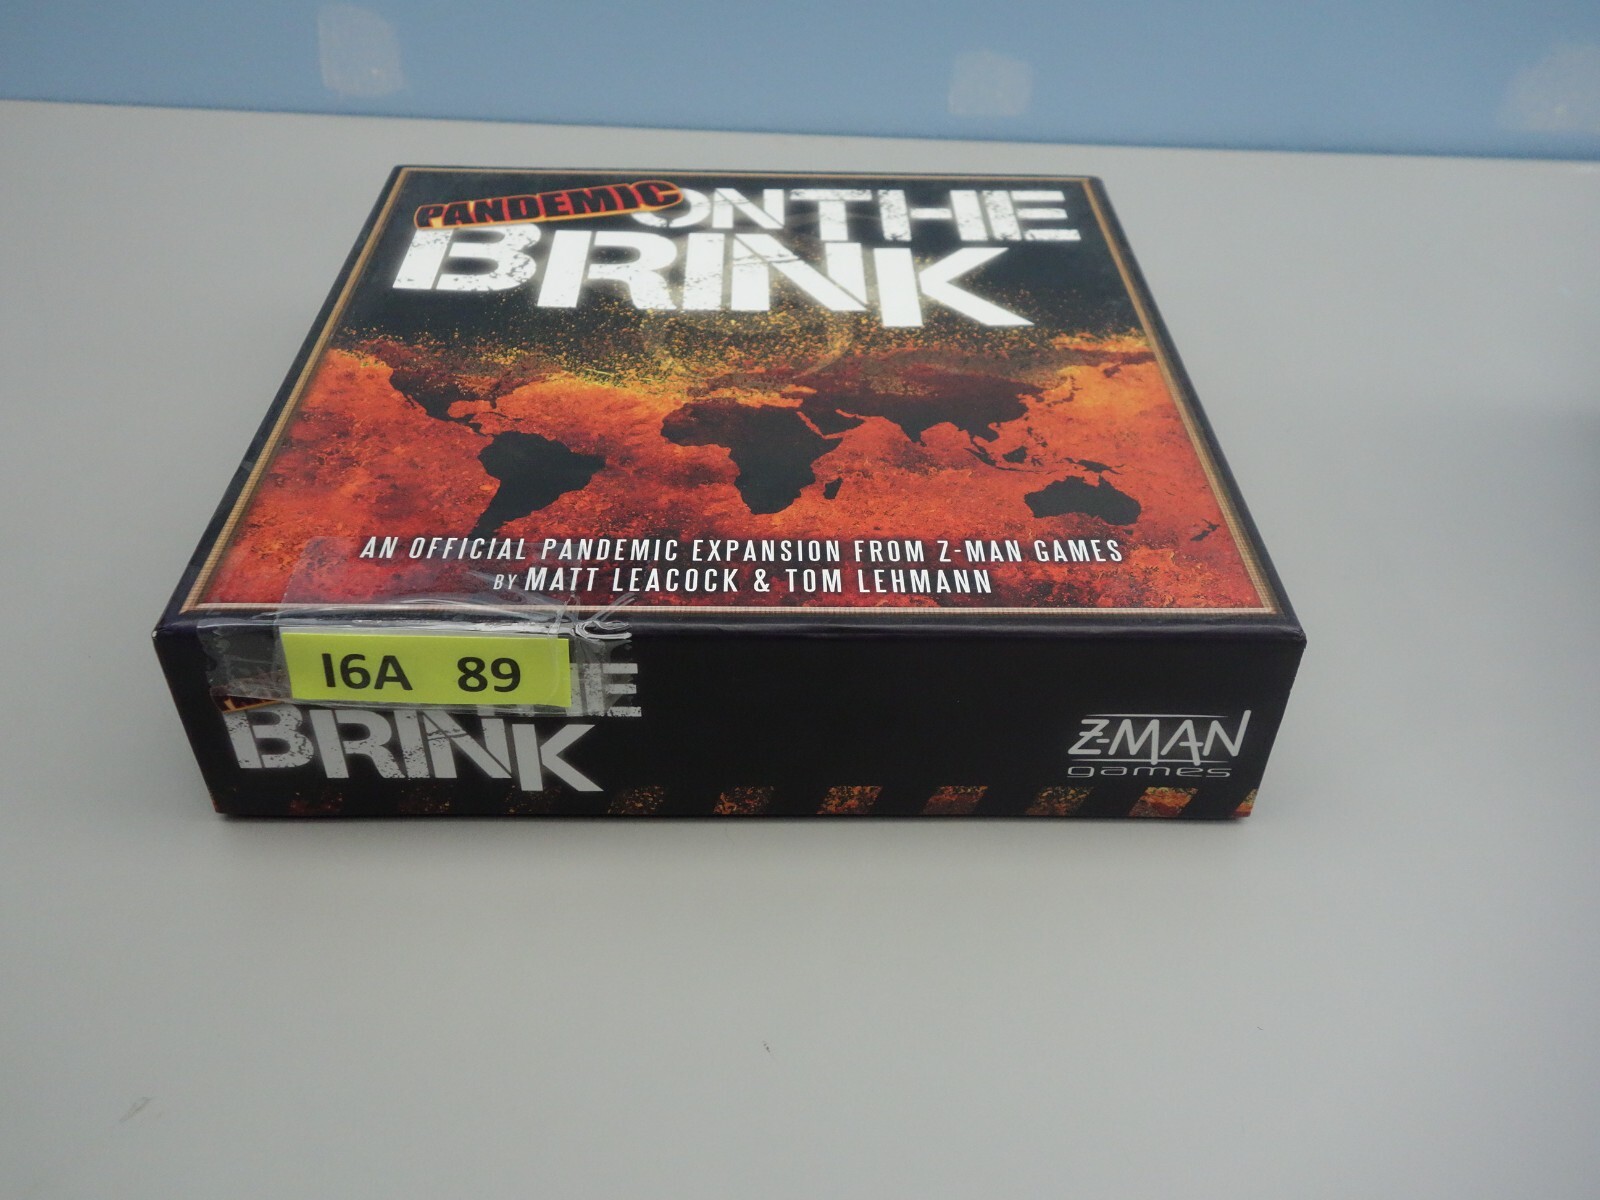 PANDEMIC
ON THE
BRINK
AN OFFICIAL PANDEMIC EXPANSION FROM Z-MAN GAMES
BY MATT LEACOCK & TOM LEHMANN
I6A 89
THE
BRINK
Z-MAN
games